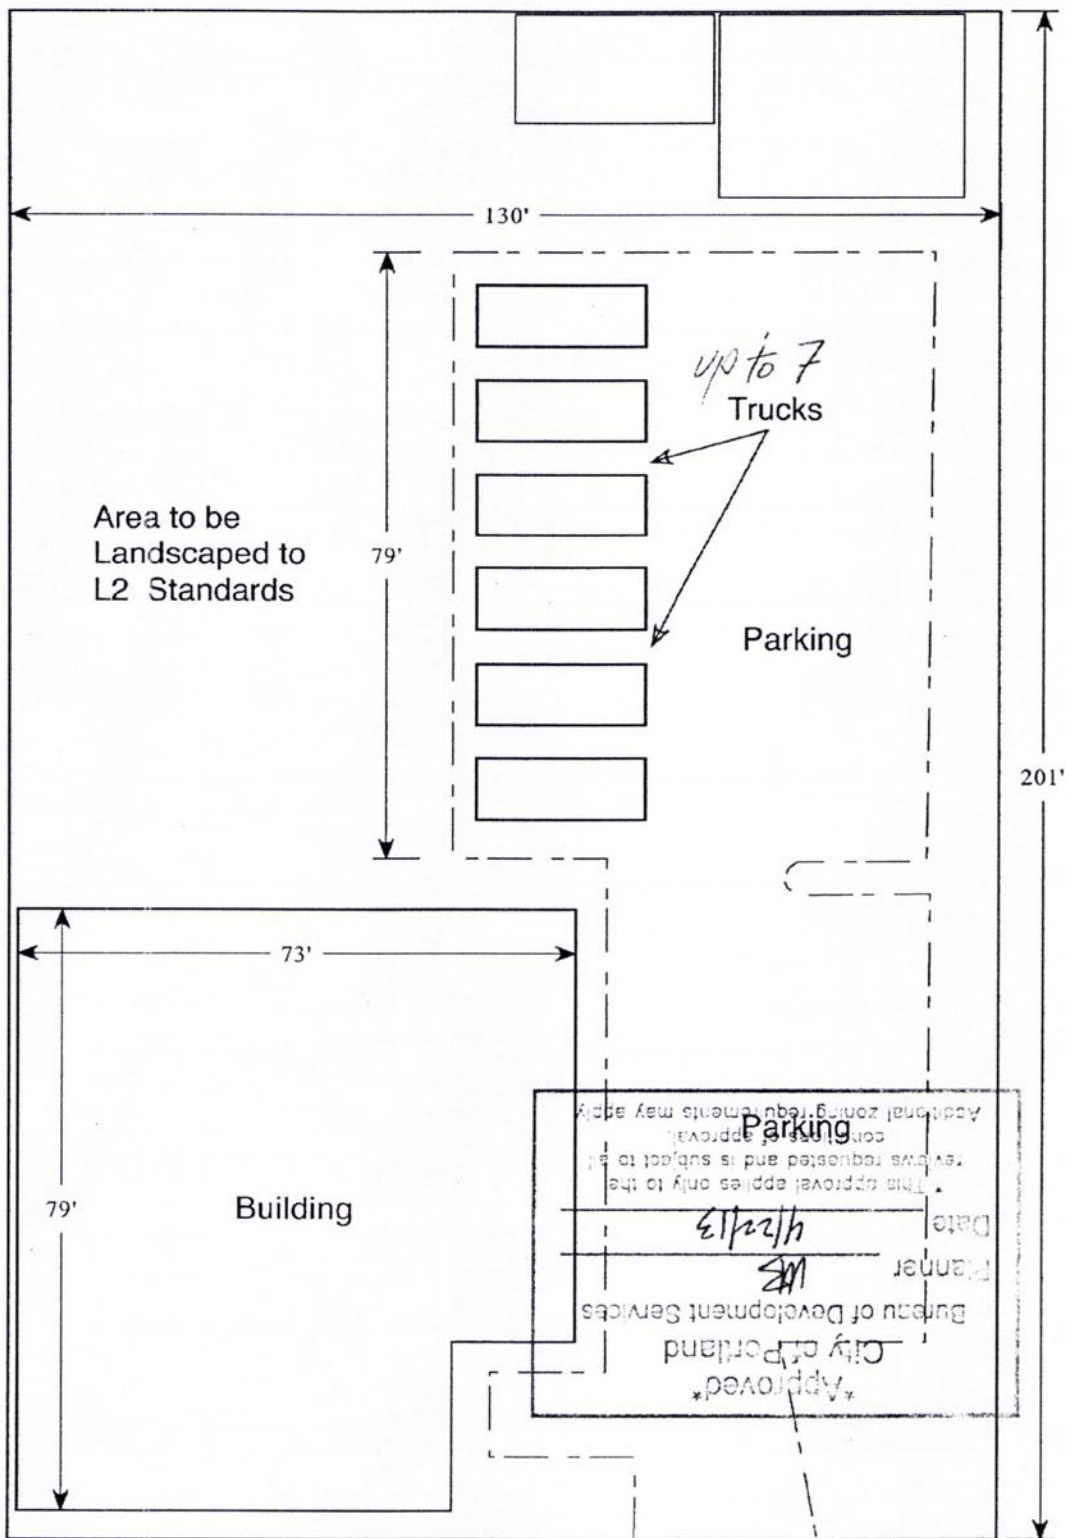 130'
up to 7
Trucks
Area to be
Landscaped to
L2 Standards
79'
Parking
201'
73'
Parking
79'
Building
*Approved*
City of Portland
Bureau of Development Services
Planner
Date 4/22/13
* This approval applies only to the
reviews requested and is subject to all
conditions of approval.
Additional zoning requirements may apply